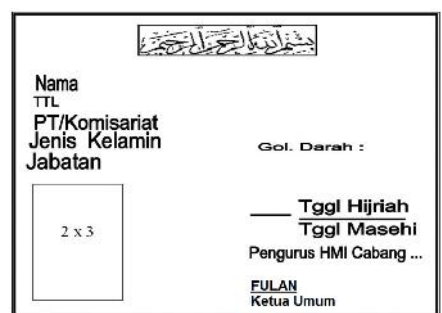 بسم الله الرحمن الرحيم
Nama
TTL
PT/Komisariat
Jenis Kelamin
Jabatan
Gol. Darah :
2 x 3
___ Tggl Hijriah
Tggl Masehi
Pengurus HMI Cabang ...
FULAN
Ketua Umum